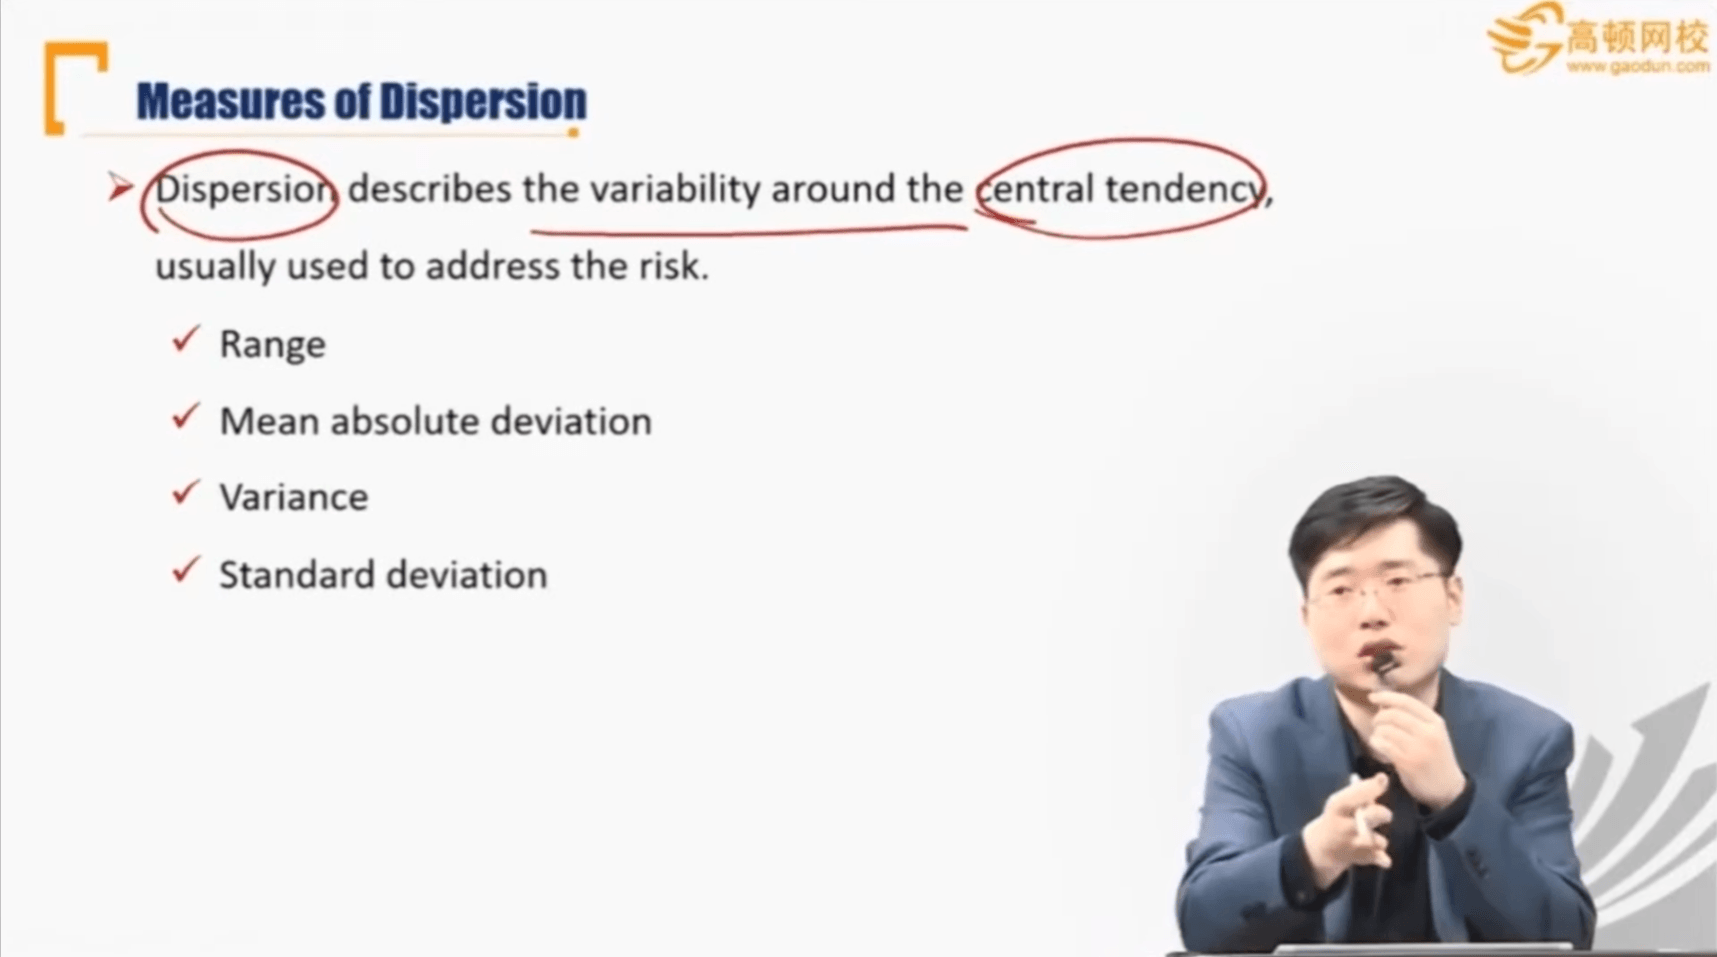 高顿网校
www.gaodun.com
Measures of Dispersion
Dispersion describes the variability around the central tendency,
usually used to address the risk.
Range
Mean absolute deviation
Variance
Standard deviation